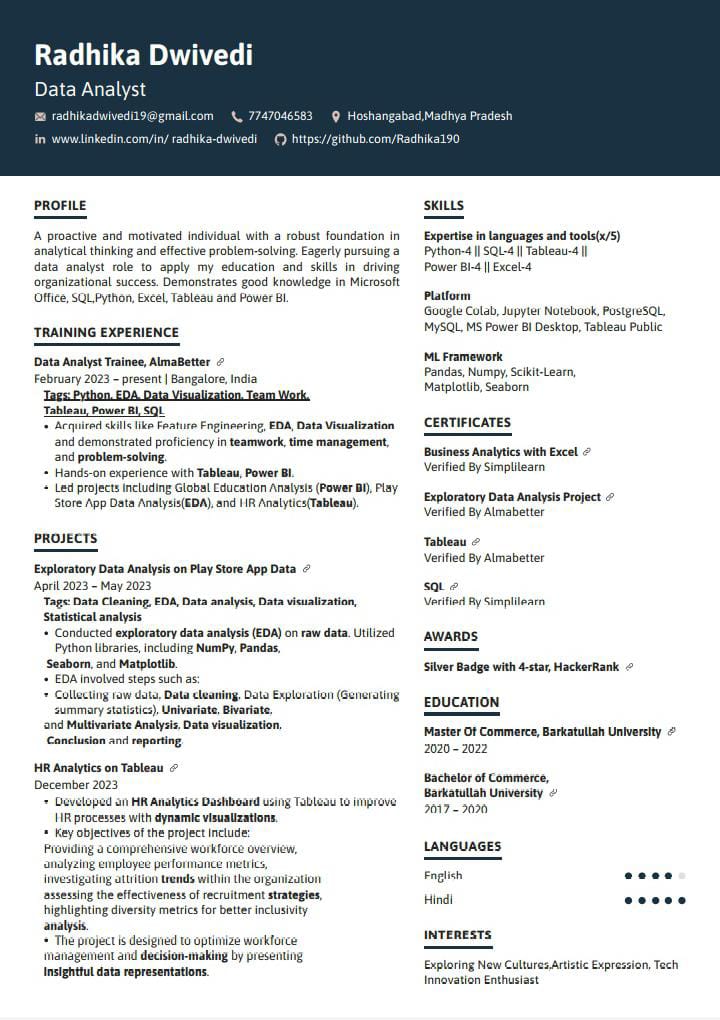 Radhika Dwivedi
Data Analyst
radhikadwivedi19@gmail.com 7747046583 Hoshangabad,Madhya Pradesh
www.linkedin.com/in/ radhika-dwivedi https://github.com/Radhika190
PROFILE
A proactive and motivated individual with a robust foundation in
analytical thinking and effective problem-solving. Eagerly pursuing a
data analyst role to apply my education and skills in driving
organizational success. Demonstrates good knowledge in Microsoft
Office, SQL,Python, Excel, Tableau and Power BI.
TRAINING EXPERIENCE
Data Analyst Trainee, AlmaBetter
February 2023 – present | Bangalore, India
Tags: Python, EDA, Data Visualization, Team Work,
Tableau, Power BI, SQL
• Acquired skills like Feature Engineering, EDA, Data Visualization
and demonstrated proficiency in teamwork, time management,
and problem-solving.
• Hands-on experience with Tableau, Power BI.
• Led projects including Global Education Analysis (Power BI), Play
Store App Data Analysis(EDA), and HR Analytics(Tableau).
PROJECTS
Exploratory Data Analysis on Play Store App Data
April 2023 – May 2023
Tags: Data Cleaning, EDA, Data analysis, Data visualization,
Statistical analysis
• Conducted exploratory data analysis (EDA) on raw data. Utilized
Python libraries, including NumPy, Pandas,
Seaborn, and Matplotlib.
• EDA involved steps such as:
• Collecting raw data, Data cleaning, Data Exploration (Generating
summary statistics), Univariate, Bivariate,
and Multivariate Analysis, Data visualization,
Conclusion and reporting.
HR Analytics on Tableau
December 2023
• Developed an HR Analytics Dashboard using Tableau to improve
HR processes with dynamic visualizations.
• Key objectives of the project include:
Providing a comprehensive workforce overview,
analyzing employee performance metrics,
investigating attrition trends within the organization
assessing the effectiveness of recruitment strategies,
highlighting diversity metrics for better inclusivity
analysis.
• The project is designed to optimize workforce
management and decision-making by presenting
insightful data representations.
SKILLS
Expertise in languages and tools(x/5)
Python-4 || SQL-4 || Tableau-4 ||
Power BI-4 || Excel-4
Platform
Google Colab, Jupyter Notebook, PostgreSQL,
MySQL, MS Power BI Desktop, Tableau Public
ML Framework
Pandas, Numpy, Scikit-Learn,
Matplotlib, Seaborn
CERTIFICATES
Business Analytics with Excel
Verified By Simplilearn
Exploratory Data Analysis Project
Verified By Almabetter
Tableau
Verified By Almabetter
SQL
Verified By Simplilearn
AWARDS
Silver Badge with 4-star, HackerRank
EDUCATION
Master Of Commerce, Barkatullah University
2020 – 2022
Bachelor of Commerce,
Barkatullah University
2017 – 2020
LANGUAGES
English
Hindi
INTERESTS
Exploring New Cultures,Artistic Expression, Tech
Innovation Enthusiast